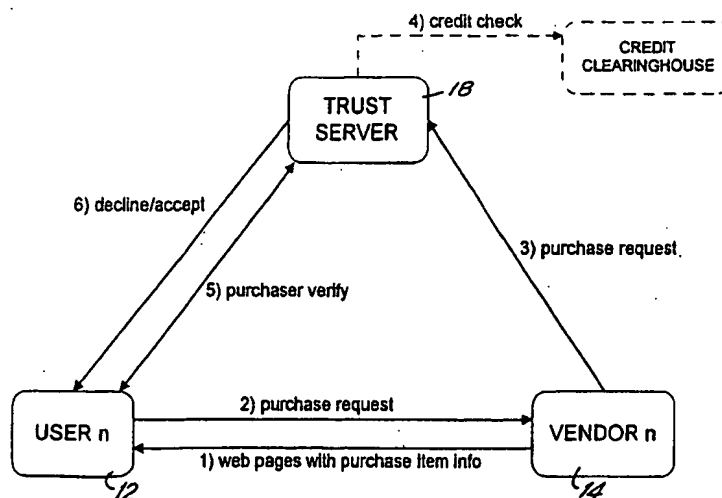 4) credit check
CREDIT
CLEARINGHOUSE
18
TRUST
SERVER
6) decline/accept
3) purchase request
5) purchaser verify
2) purchase request
USER n
VENDOR n
1) web pages with purchase item info
12
14